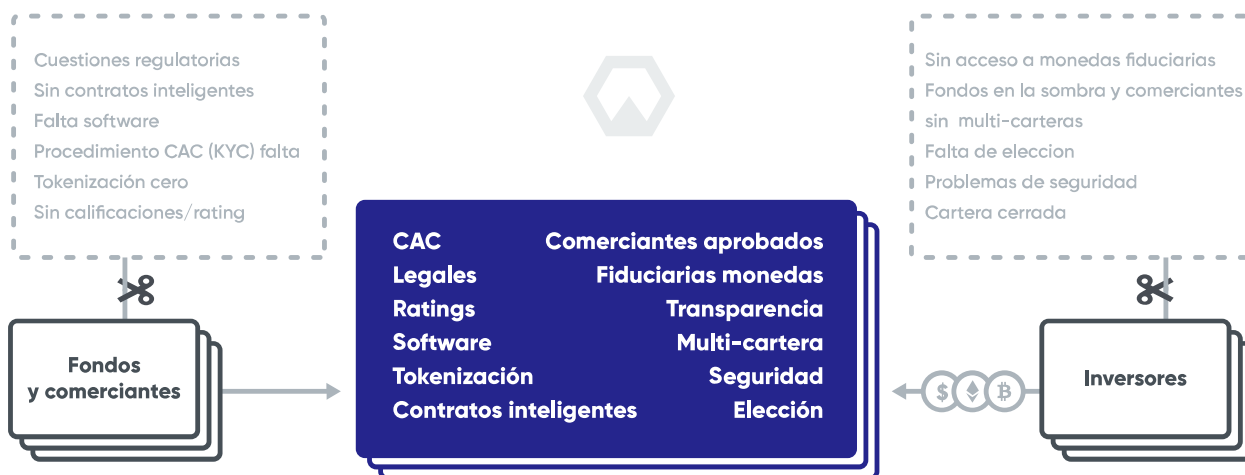 Cuestiones regulatorias
Sin contratos inteligentes
Falta software
Procedimiento CAC (KYC) falta
Tokenización cero
Sin calificaciones/rating
Fondos
y comerciantes
CAC
Legales
Ratings
Software
Tokenización
Contratos inteligentes
Comerciantes aprobados
Fiduciarias monedas
Transparencia
Multi-cartera
Seguridad
Elección
Sin acceso a monedas fiduciarias
Fondos en la sombra y comerciantes
sin multi-carteras
Falta de eleccion
Problemas de seguridad
Cartera cerrada
Inversores